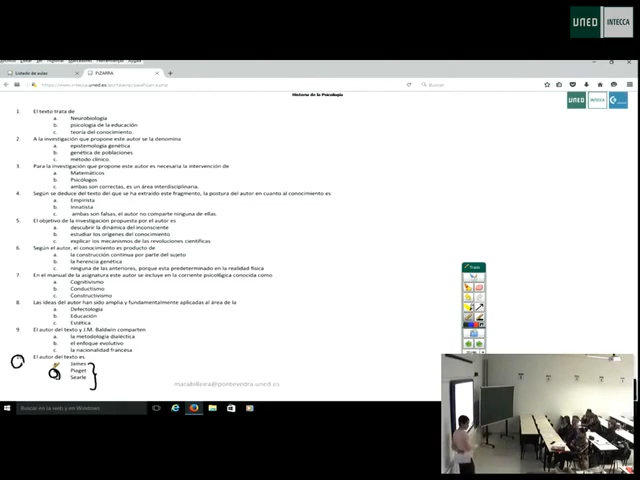 UNED INTECCA
Listado de aulas
PIZARRA
Buscar
Historia de la Psicología
UNED INTECCA
1. El texto trata de
a. Neurobiología
b. psicología de la educación
c. teoría del conocimiento
2. A la investigación que propone este autor se la denomina
a. epistemología genética
b. genética de poblaciones
c. método clínico
3. Para la investigación que propone este autor es necesaria la intervención de
a. Matemáticos
b. Psicólogos
c. ambas son correctas, es un área interdisciplinaria.
4. Según se deduce del texto del que se ha extraído este fragmento, la postura del autor en cuanto al conocimiento es
a. Empirista
b. Innatista
c. ambas son falsas, el autor no comparte ninguna de ellas.
5. El objetivo de la investigación propuesta por el autor es
a. descubrir la dinámica del inconsciente
b. estudiar los orígenes del conocimiento
c. explicar los mecanismos de las revoluciones científicas
6. Según el autor, el conocimiento es producto de
a. la construcción continua por parte del sujeto
b. la herencia genética
c. ninguna de las anteriores, porque esta predeterminado en la realidad física
7. En el manual de la asignatura este autor se incluye en la corriente psicológica conocida como
a. Cognitivismo
b. Conductismo
c. Constructivismo
8. Las ideas del autor han sido amplia y fundamentalmente aplicadas al área de la
a. Defectología
b. Educación
c. Estética
9. El autor del texto y J.M. Baldwin comparten
a. la metodología dialéctica
b. el enfoque evolutivo
c. la nacionalidad francesa
El autor del texto es
James
Piaget
Searle
Trazo
marabilleira@pontevedra.uned.es
Buscar en la web y en Windows